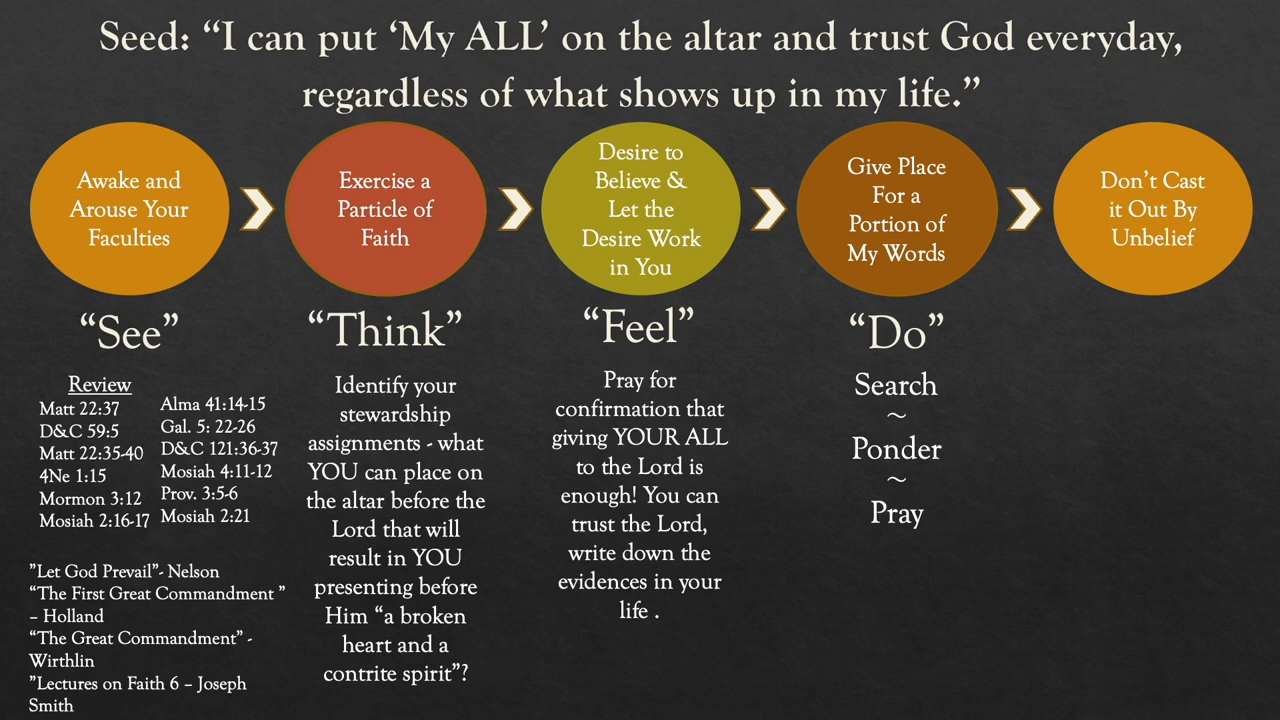 Seed: “I can put ‘My ALL’ on the altar and trust God everyday,
regardless of what shows up in my life.”
Awake and
Arouse Your
Faculties
Exercise a
Particle of
Faith
Desire to
Believe &
Let the
Desire Work
in You
Give Place
For a
Portion of
My Words
Don’t Cast
it Out By
Unbelief
“See”
Review
Matt 22:37
D&C 59:5
Matt 22:35-40
4Ne 1:15
Mormon 3:12
Mosiah 2:16-17
Alma 41:14-15
Gal. 5: 22-26
D&C 121:36-37
Mosiah 4:11-12
Prov. 3:5-6
Mosiah 2:21
”Let God Prevail”- Nelson
“The First Great Commandment ”
– Holland
“The Great Commandment” -
Wirthlin
”Lectures on Faith 6 – Joseph
Smith
“Think”
Identify your
stewardship
assignments - what
YOU can place on
the altar before the
Lord that will
result in YOU
presenting before
Him “a broken
heart and a
contrite spirit”?
“Feel”
Pray for
confirmation that
giving YOUR ALL
to the Lord is
enough! You can
trust the Lord,
write down the
evidences in your
life .
“Do”
Search
~
Ponder
~
Pray